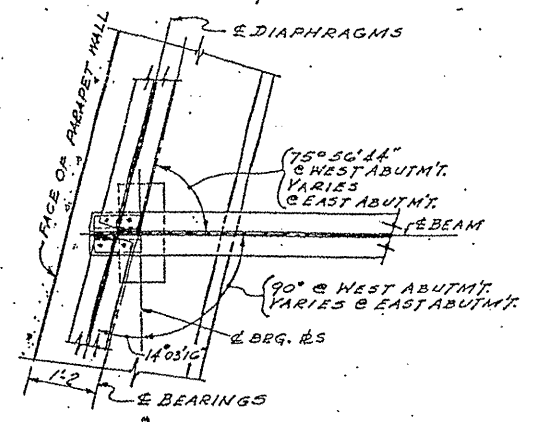 ℄ DIAPHRAGMS
FACE OF PARAPET WALL
75° 56' 44"
@ WEST ABUTM'T.
VARIES
@ EAST ABUTM'T.
℄ BEAM
90° @ WEST ABUTM'T.
VARIES @ EAST ABUTM'T.
℄ BRG. ℞S
14° 03' 16"
1'-2
℄ BEARINGS